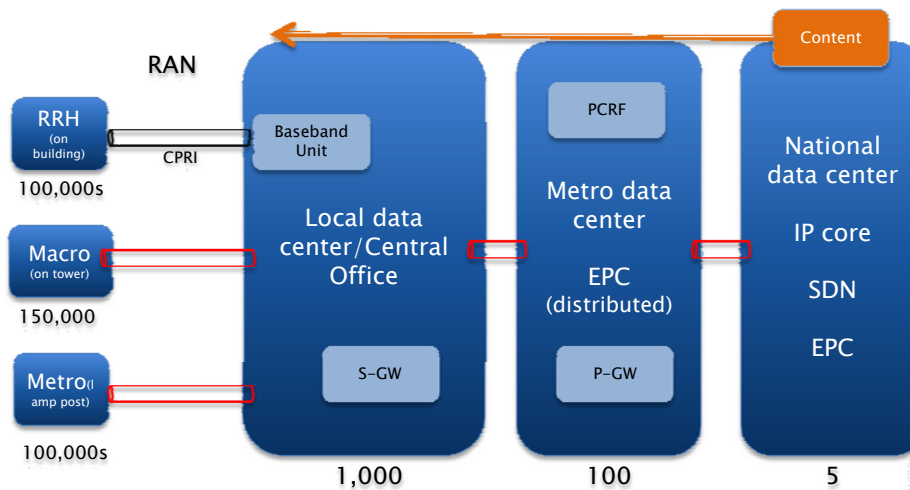 Content
RAN
RRH
(on
building)
CPRI
100,000s
Baseband
Unit
PCRF
Macro
(on tower)
150,000
Local data
center/Central
Office
Metro data
center
EPC
(distributed)
National
data center
IP core
SDN
EPC
Metro(l
amp post)
100,000s
S-GW
P-GW
1,000
100
5